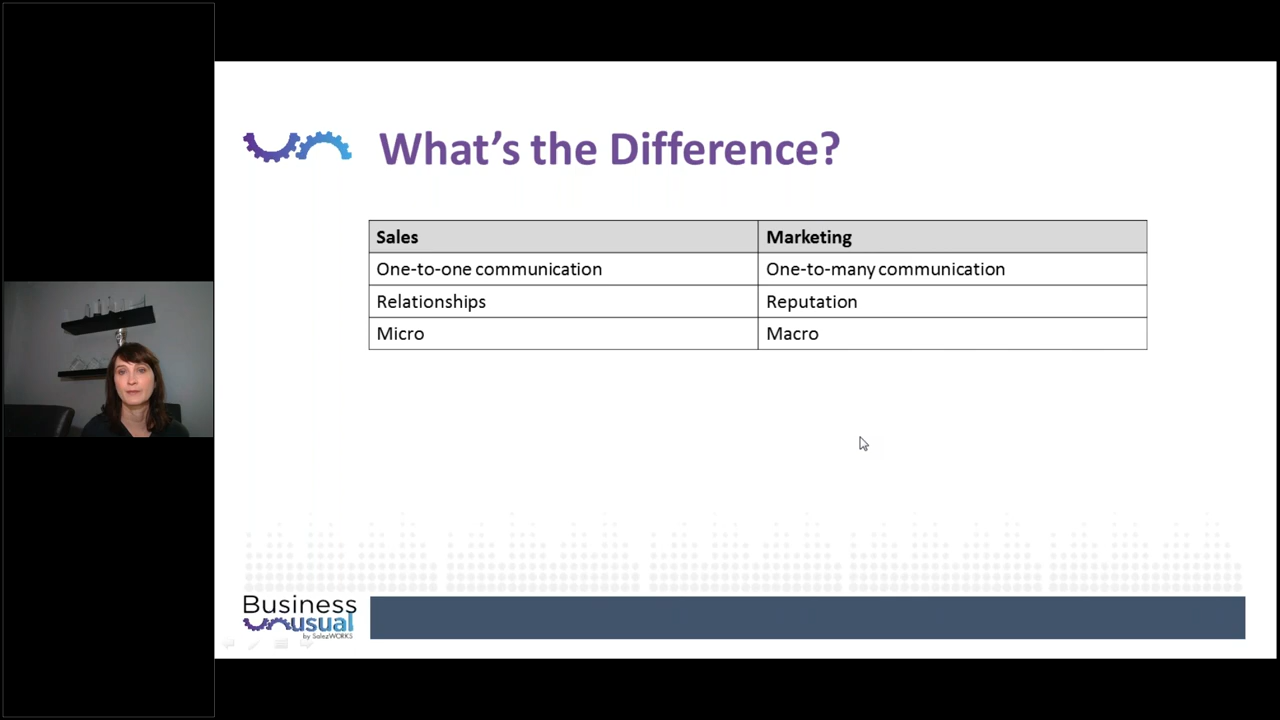 What's the Difference?
Sales Marketing
One-to-one communication One-to-many communication
Relationships Reputation
Micro Macro
Business
unusual
by SalezWORKS